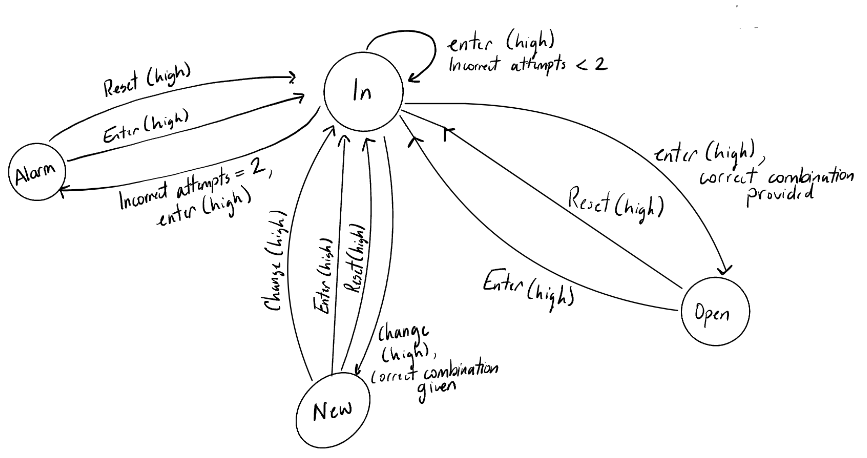 enter (high)
Incorrect attempts < 2
In
Reset (high)
Enter (high)
Alarm
Incorrect attempts = 2,
enter (high)
enter (high),
correct combination
provided
Reset (high)
Enter (high)
Open
Change (high)
Enter (high)
Reset (high)
change
(high),
correct combination
given
New